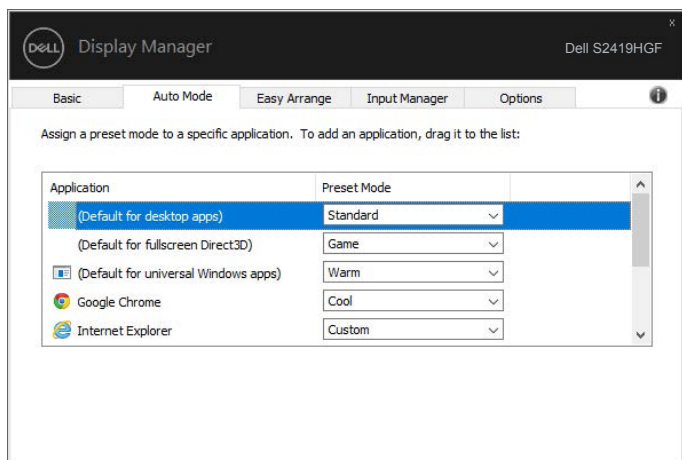 x
DELL Display Manager Dell S2419HGF
Basic Auto Mode Easy Arrange Input Manager Options
Assign a preset mode to a specific application. To add an application, drag it to the list:
Application Preset Mode
(Default for desktop apps) Standard
(Default for fullscreen Direct3D) Game
(Default for universal Windows apps) Warm
Google Chrome Cool
Internet Explorer Custom